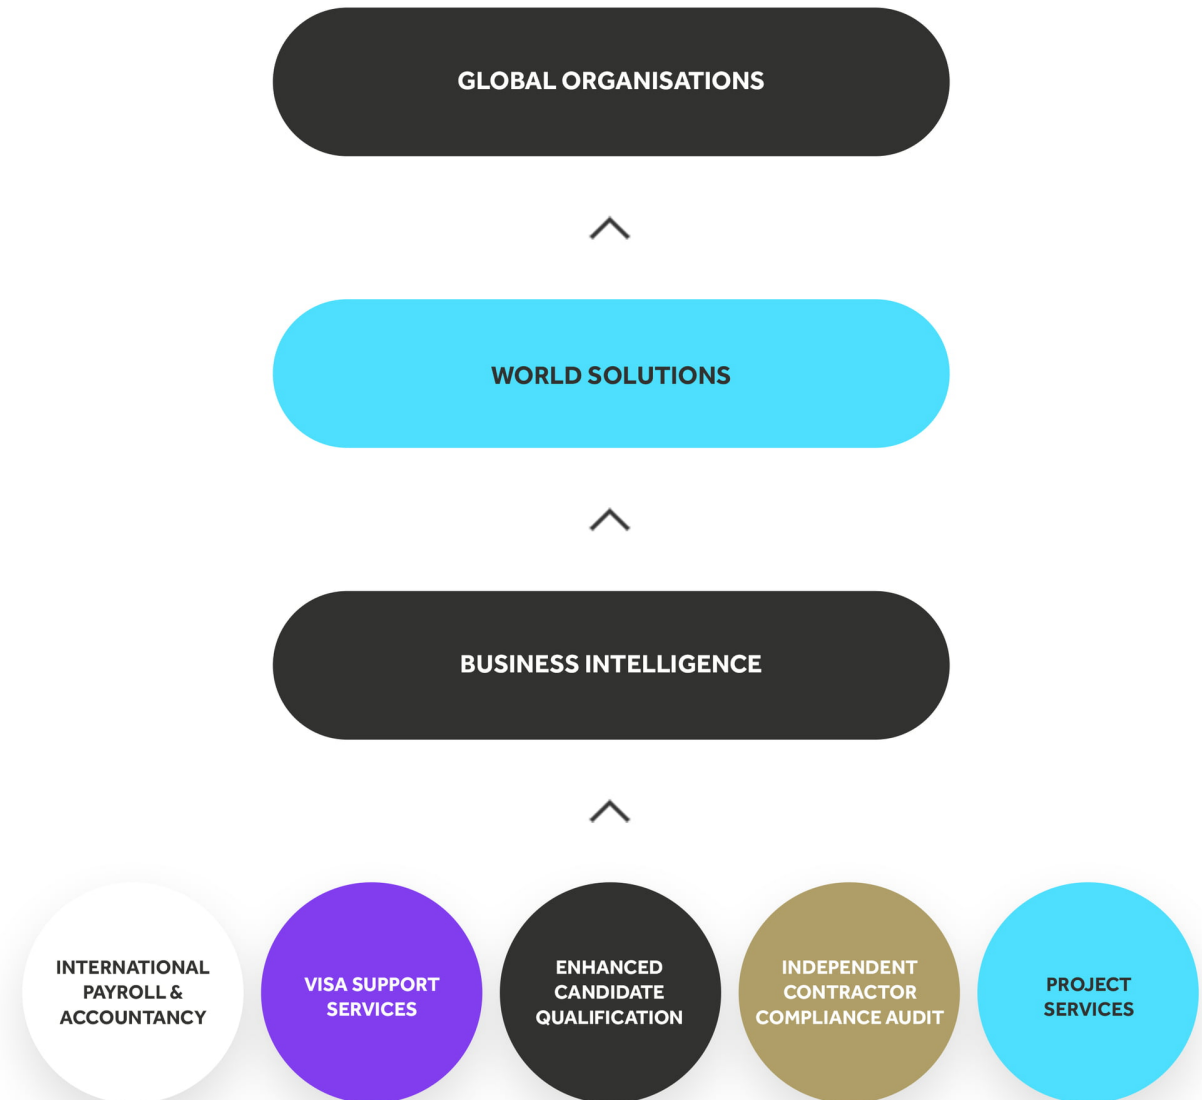 GLOBAL ORGANISATIONS
WORLD SOLUTIONS
BUSINESS INTELLIGENCE
INTERNATIONAL
PAYROLL &
ACCOUNTANCY
VISA SUPPORT
SERVICES
ENHANCED
CANDIDATE
QUALIFICATION
INDEPENDENT
CONTRACTOR
COMPLIANCE AUDIT
PROJECT
SERVICES